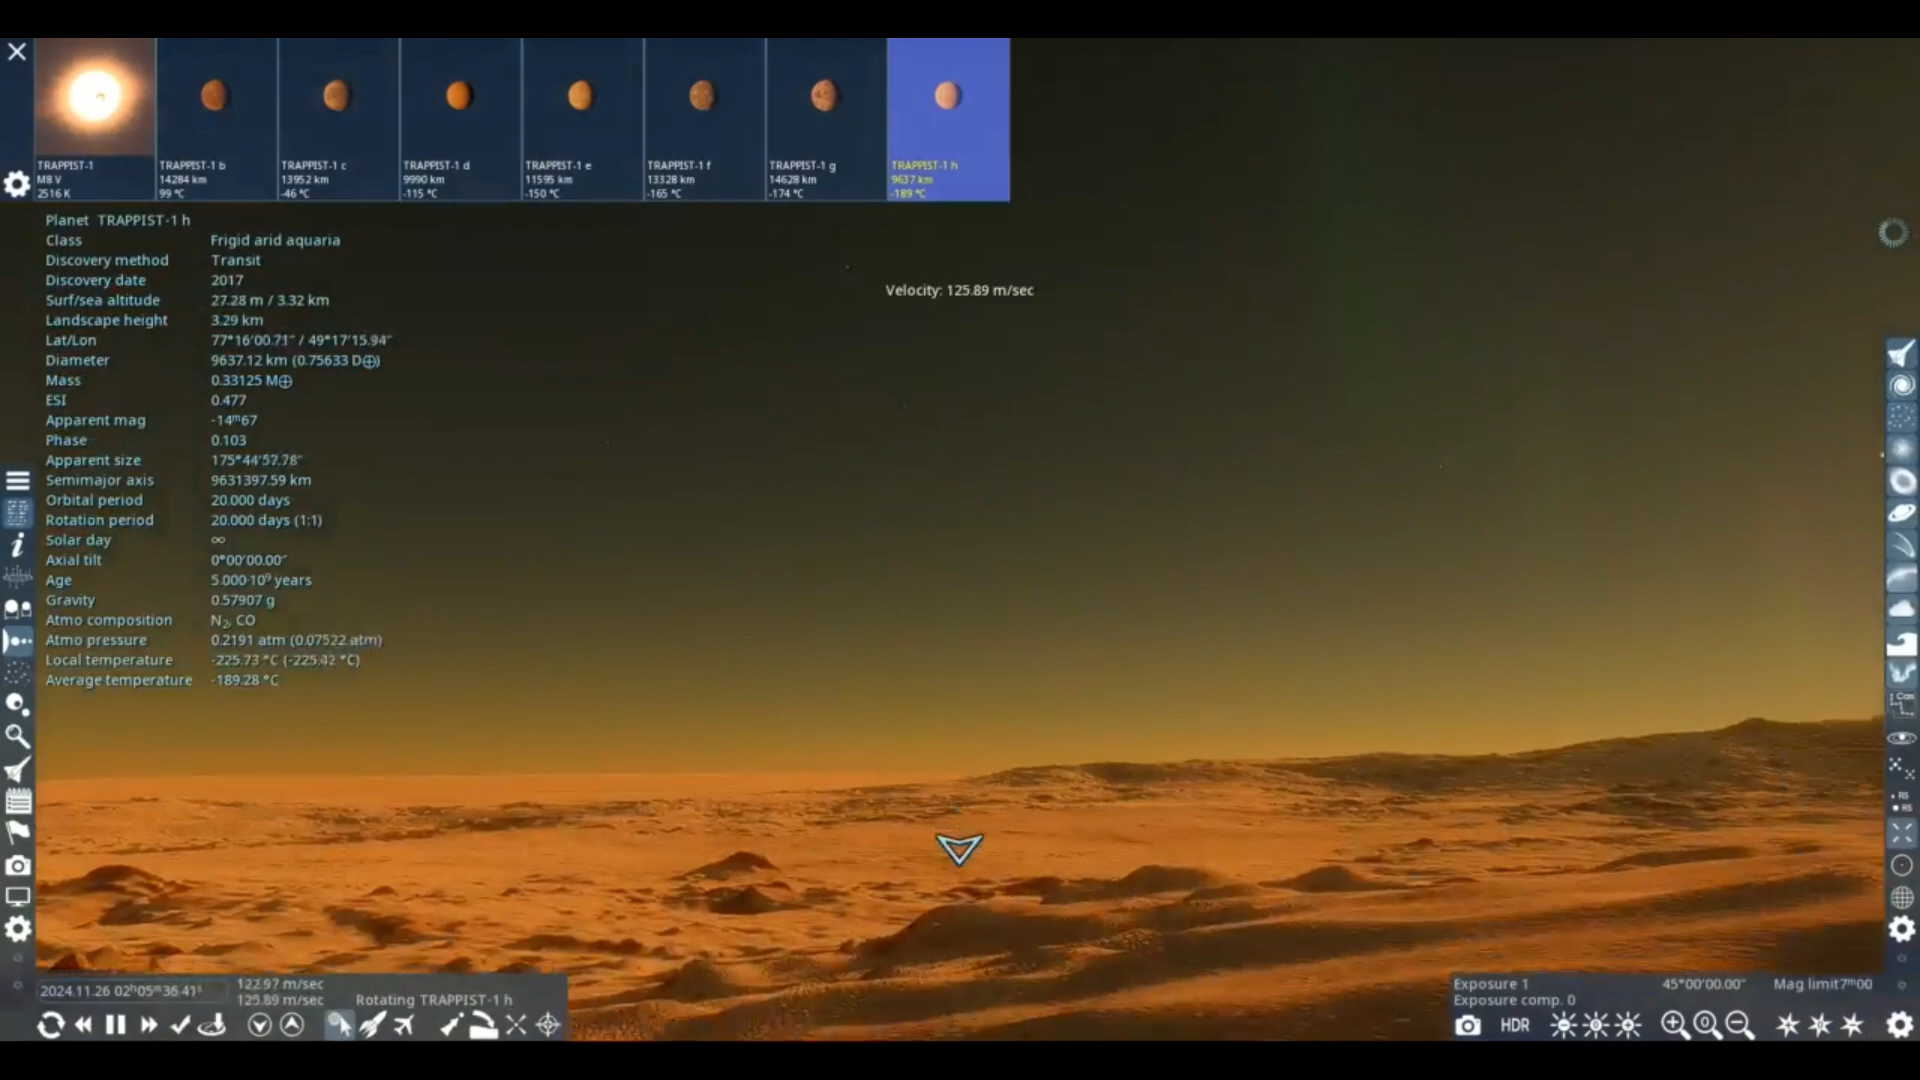 TRAPPIST-1
M8 V
2516 K
TRAPPIST-1 b
14284 km
99 °C
TRAPPIST-1 c
13952 km
-46 °C
TRAPPIST-1 d
9990 km
-115 °C
TRAPPIST-1 e
11595 km
-150 °C
TRAPPIST-1 f
13328 km
-165 °C
TRAPPIST-1 g
14628 km
-174 °C
TRAPPIST-1 h
9637 km
-189 °C
Planet TRAPPIST-1 h
Class Frigid arid aquaria
Discovery method Transit
Discovery date 2017
Surf/sea altitude 27.28 m / 3.32 km
Landscape height 3.29 km
Lat/Lon 77°16′00.71″ / 49°17′15.94″
Diameter 9637.12 km (0.75633 D⊕)
Mass 0.33125 M⊕
ESI 0.477
Apparent mag -14ᵐ67
Phase 0.103
Apparent size 175°44′57.78″
Semimajor axis 9631397.59 km
Orbital period 20.000 days
Rotation period 20.000 days (1:1)
Solar day ∞
Axial tilt 0°00′00.00″
Age 5.000·10⁹ years
Gravity 0.57907 g
Atmo composition N₂, CO
Atmo pressure 0.2191 atm (0.07522 atm)
Local temperature -225.73 °C (-225.42 °C)
Average temperature -189.28 °C
Velocity: 125.89 m/sec
Cas
RS
RS
2024.11.26 02ʰ05ᵐ36.41ˢ
122.97 m/sec
125.89 m/sec
Rotating TRAPPIST-1 h
Exposure 1
Exposure comp. 0
45°00′00.00″
Mag limit7ᵐ00
HDR